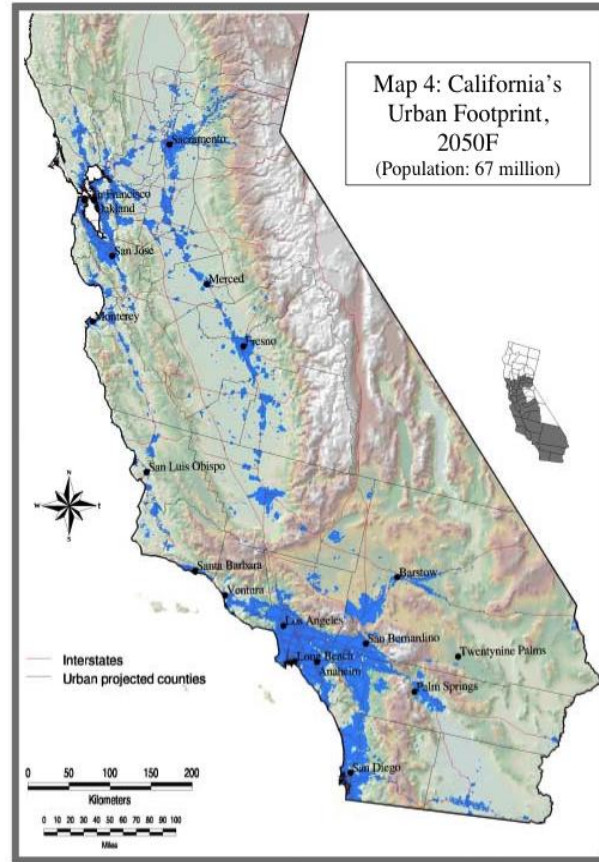 Map 4: California's
Urban Footprint,
2050F
(Population: 67 million)
Sacramento
San Francisco
Oakland
San Jose
Merced
Monterey
Fresno
San Luis Obispo
N
W
E
S
Santa Barbara
Barstow
Ventura
Los Angeles
San Bernardino
Long Beach
Twentynine Palms
Anaheim
Palm Springs
Interstates
Urban projected counties
San Diego
0 50 100 200
Kilometers
0 10 20 30 40 50 60 70 80 90 100
Miles